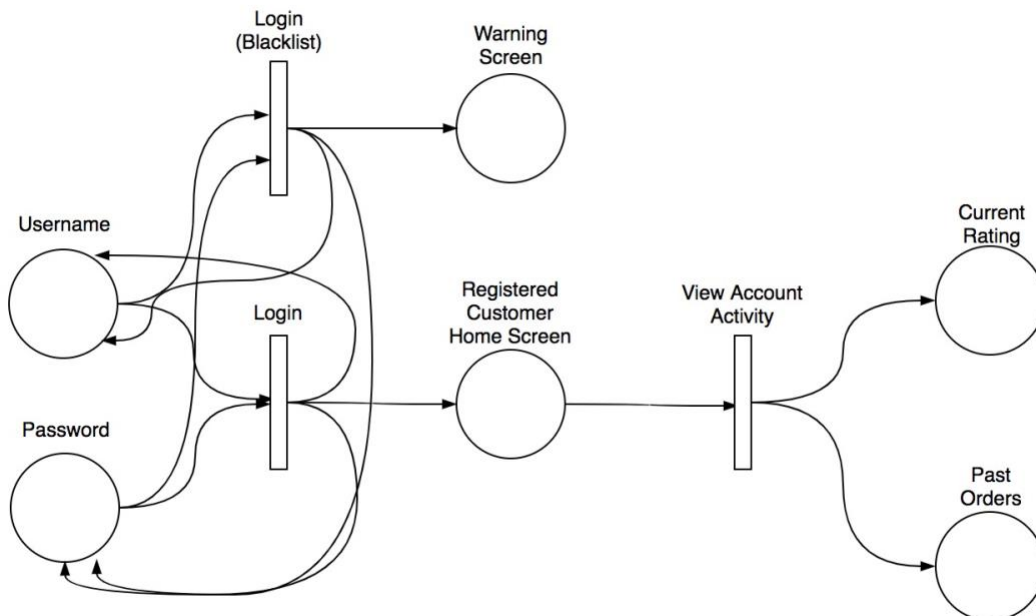 Login
(Blacklist)
Warning
Screen
Username
Current
Rating
Login
Registered
Customer
Home Screen
View Account
Activity
Password
Past
Orders